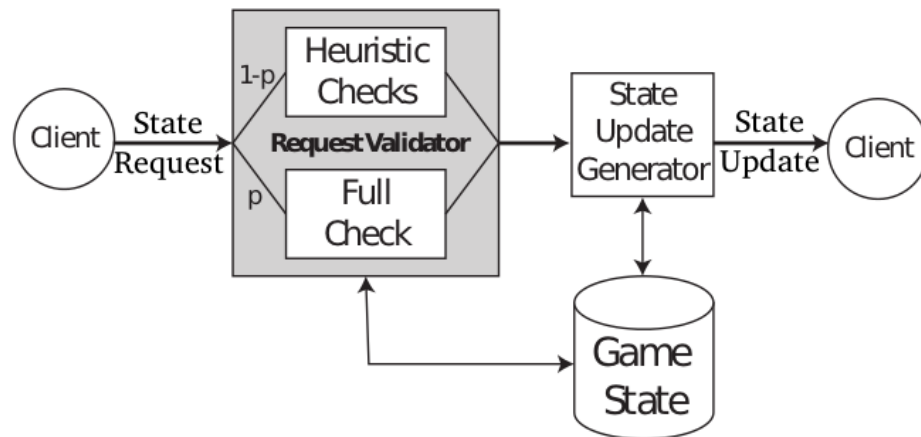 Client
State
Request
1-p
Heuristic
Checks
Request Validator
p
Full
Check
State
Update
Generator
State
Update
Client
Game
State